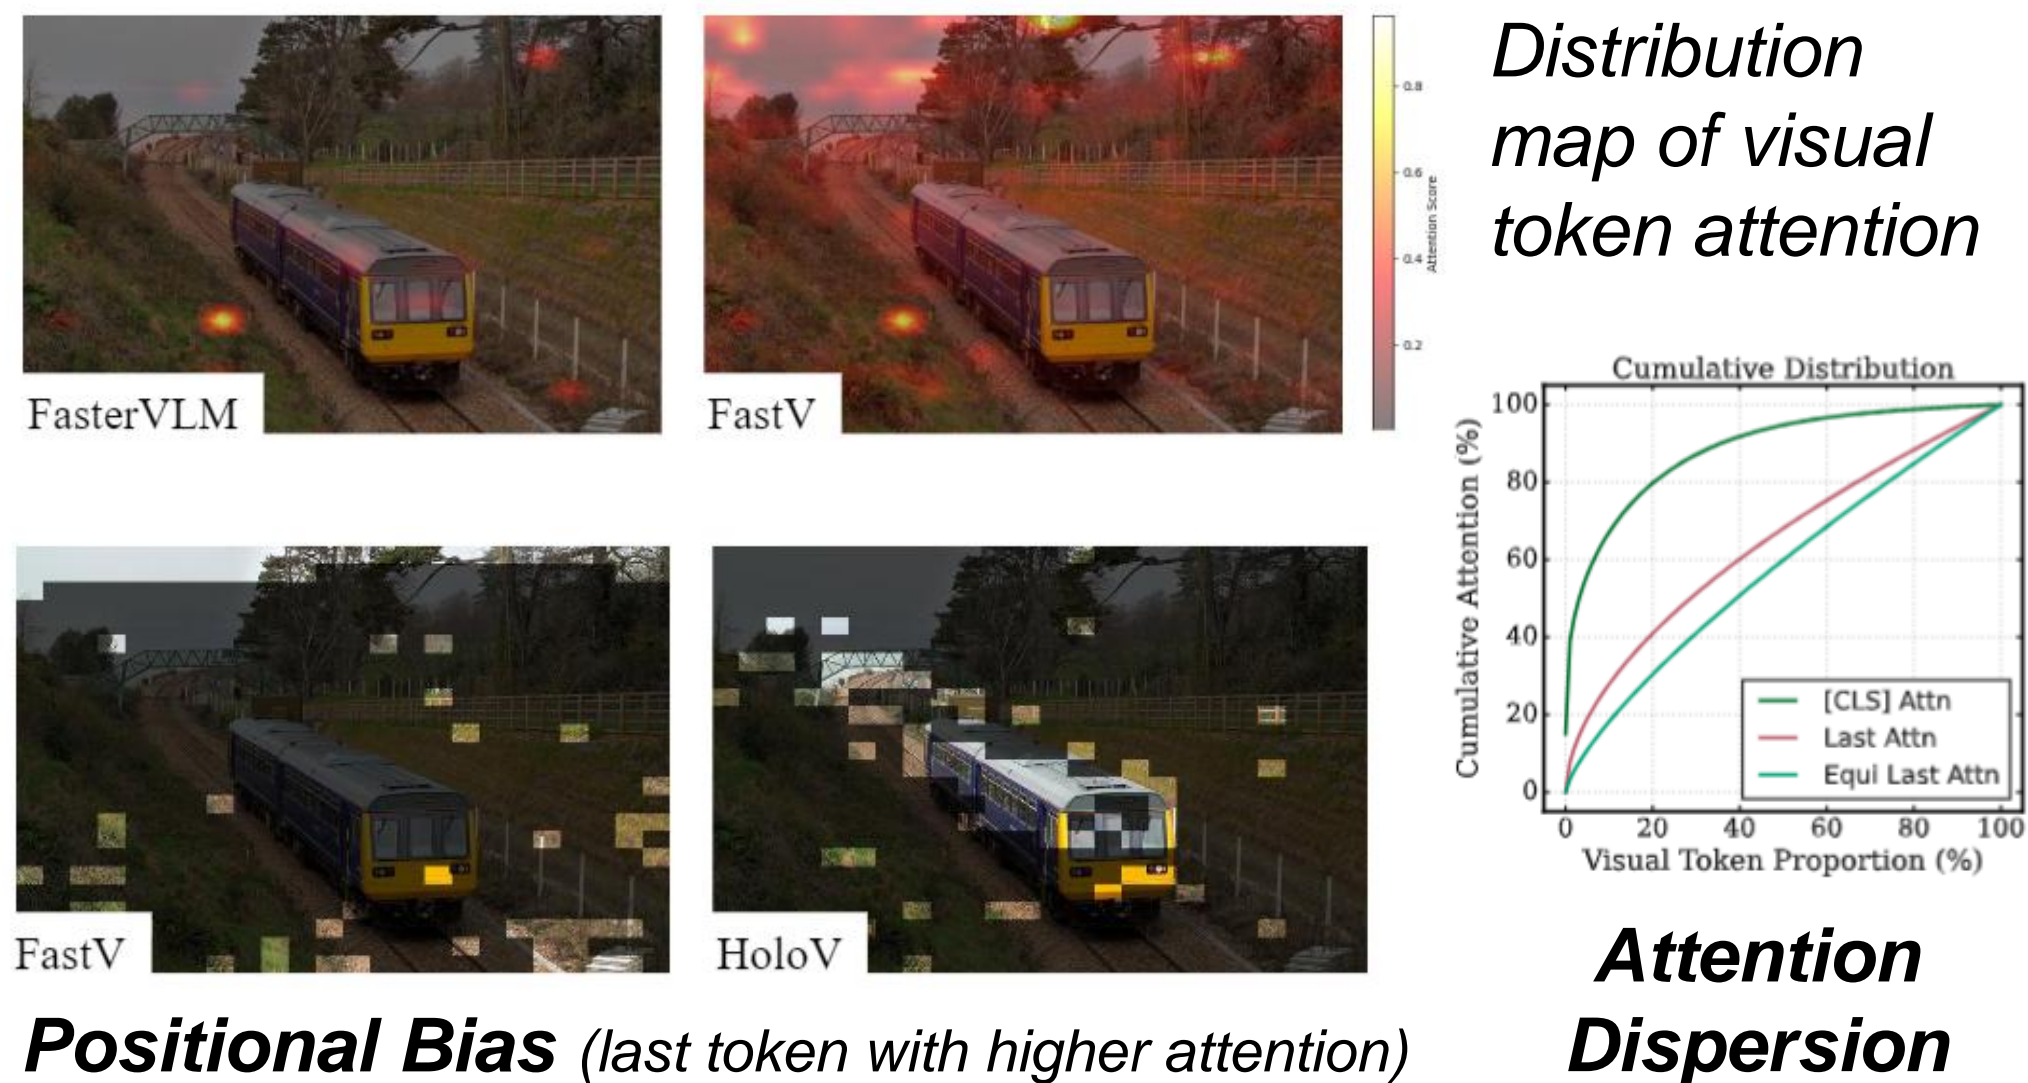 FasterVLM
FastV
0.8
0.6
0.4
0.2
Attention Score
Distribution
map of visual
token attention
FastV
HoloV
Positional Bias (last token with higher attention)
Cumulative Distribution
Cumulative Attention (%)
100
80
60
40
20
0
[CLS] Attn
Last Attn
Equi Last Attn
0 20 40 60 80 100
Visual Token Proportion (%)
Attention
Dispersion